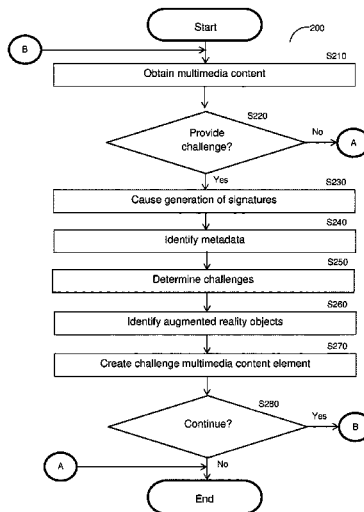 Start
200
B
S210
Obtain multimedia content
S220
Provide
challenge?
No
A
Yes
S230
Cause generation of signatures
S240
Identify metadata
S250
Determine challenges
S260
Identify augmented reality objects
S270
Create challenge multimedia content element
S280
Continue?
Yes
B
A
No
End